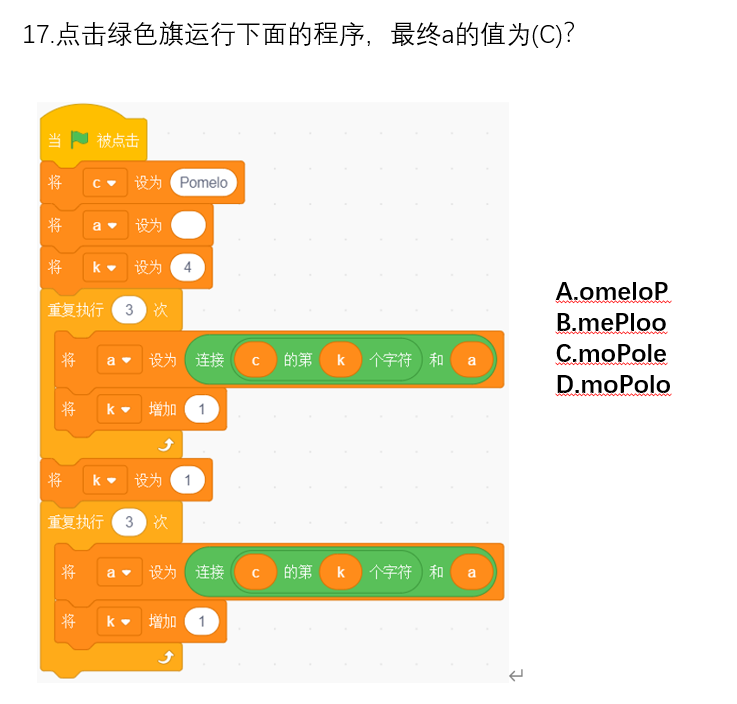 17.点击绿色旗运行下面的程序，最终a的值为(C)?
当 被点击
将 c 设为 Pomelo
将 a 设为
将 k 设为 4
重复执行 3 次
将 a 设为 连接 c 的第 k 个字符 和 a
将 k 增加 1
将 k 设为 1
重复执行 3 次
将 a 设为 连接 c 的第 k 个字符 和 a
将 k 增加 1
A.omeloP
B.mePloo
C.moPole
D.moPolo